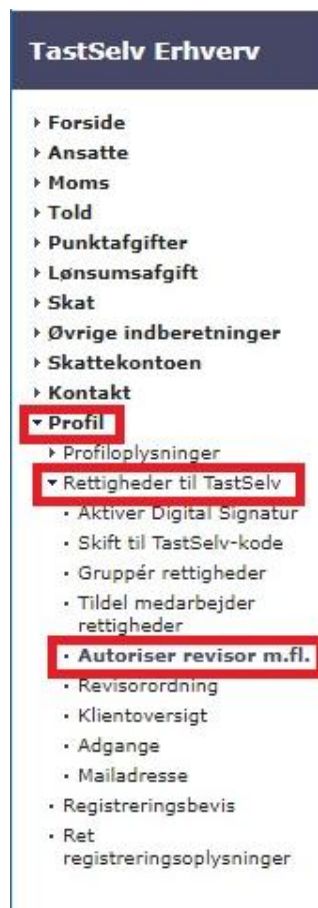 TastSelv Erhverv
Forside
Ansatte
Moms
Told
Punktafgifter
Lønsumsafgift
Skat
Øvrige indberetninger
Skattekontoen
Kontakt
Profil
Profiloplysninger
Rettigheder til TastSelv
Aktiver Digital Signatur
Skift til TastSelv-kode
Gruppér rettigheder
Tildel medarbejder
rettigheder
Autoriser revisor m.fl.
Revisorordning
Klientoversigt
Adgange
Mailadresse
Registreringsbevis
Ret
registreringsoplysninger